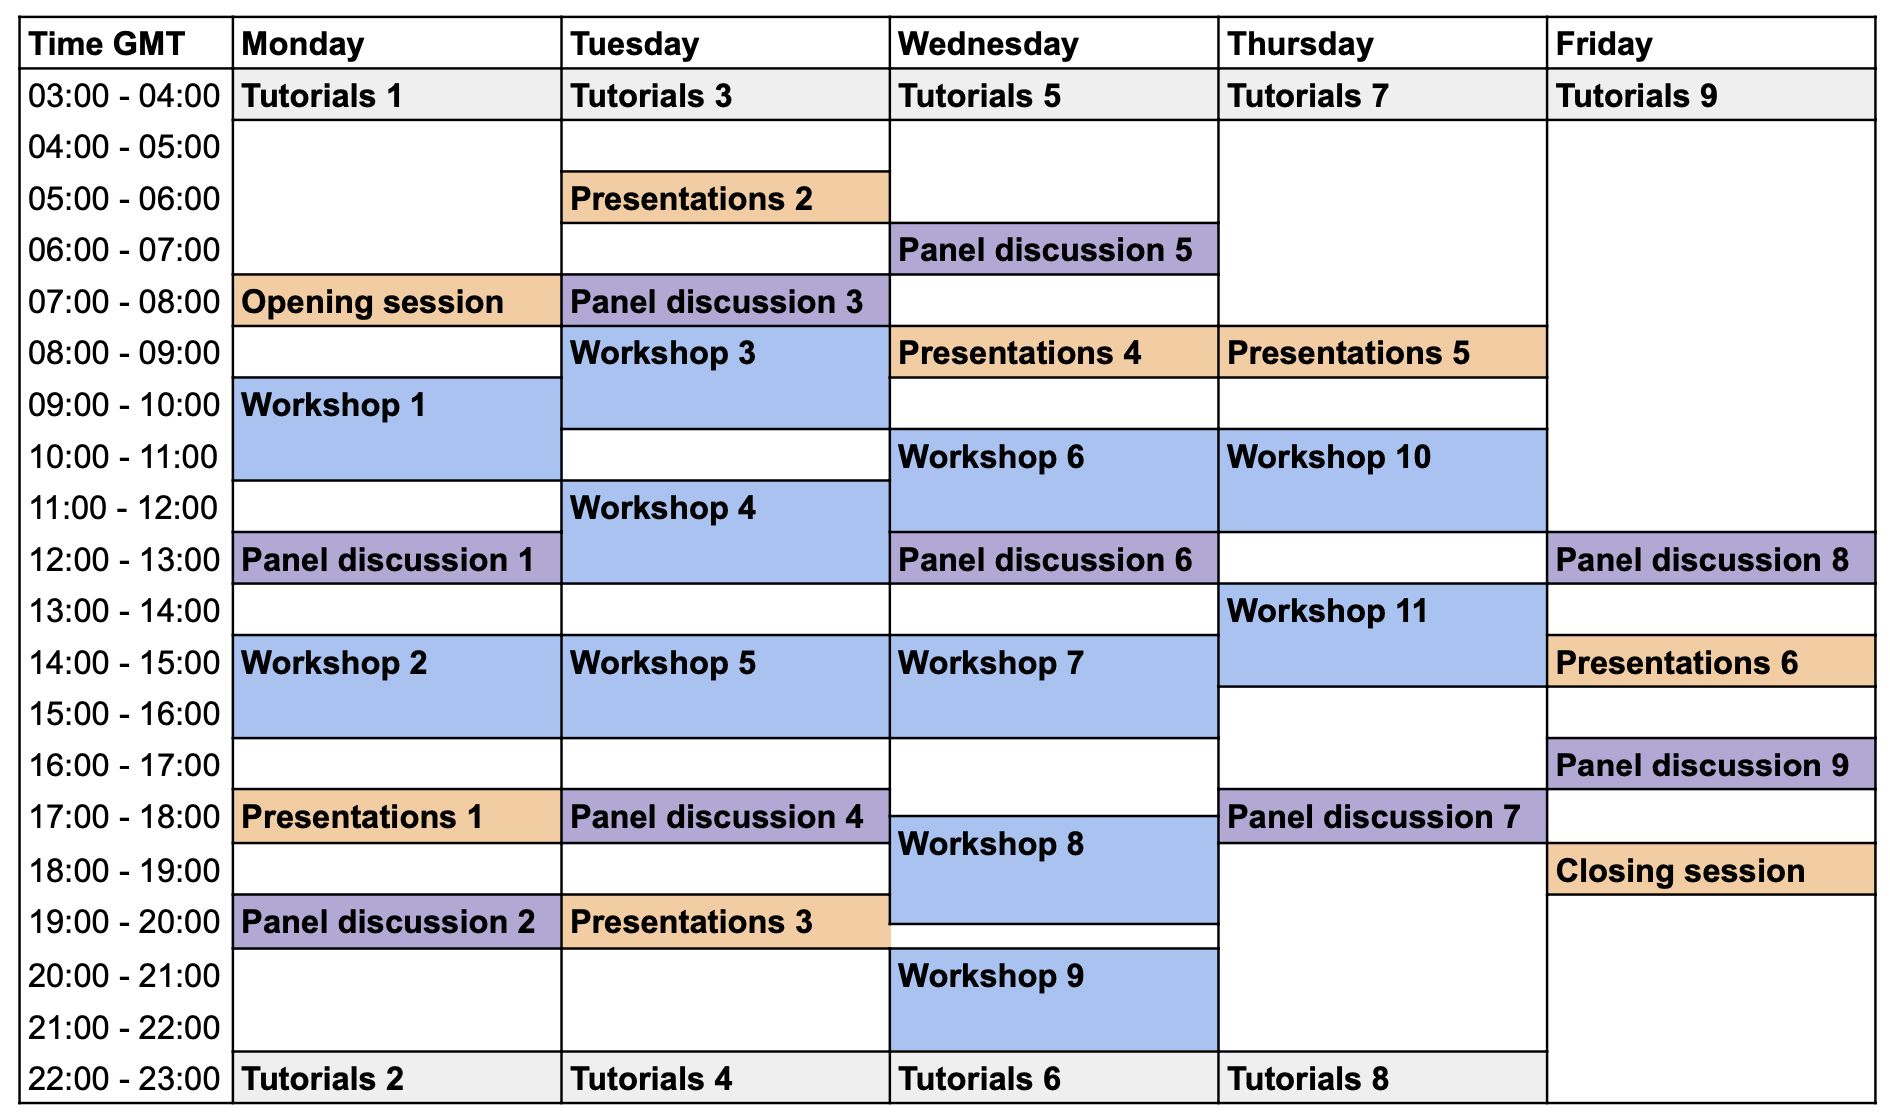 Time GMT Monday Tuesday Wednesday Thursday Friday
03:00 - 04:00 Tutorials 1 Tutorials 3 Tutorials 5 Tutorials 7 Tutorials 9
04:00 - 05:00
05:00 - 06:00 Presentations 2
06:00 - 07:00 Panel discussion 5
07:00 - 08:00 Opening session Panel discussion 3
08:00 - 09:00 Workshop 3 Presentations 4 Presentations 5
09:00 - 10:00 Workshop 1
10:00 - 11:00 Workshop 6 Workshop 10
11:00 - 12:00 Workshop 4
12:00 - 13:00 Panel discussion 1 Panel discussion 6 Panel discussion 8
13:00 - 14:00 Workshop 11
14:00 - 15:00 Workshop 2 Workshop 5 Workshop 7 Presentations 6
15:00 - 16:00
16:00 - 17:00 Panel discussion 9
17:00 - 18:00 Presentations 1 Panel discussion 4 Panel discussion 7
Workshop 8
18:00 - 19:00 Closing session
19:00 - 20:00 Panel discussion 2 Presentations 3
20:00 - 21:00 Workshop 9
21:00 - 22:00
22:00 - 23:00 Tutorials 2 Tutorials 4 Tutorials 6 Tutorials 8